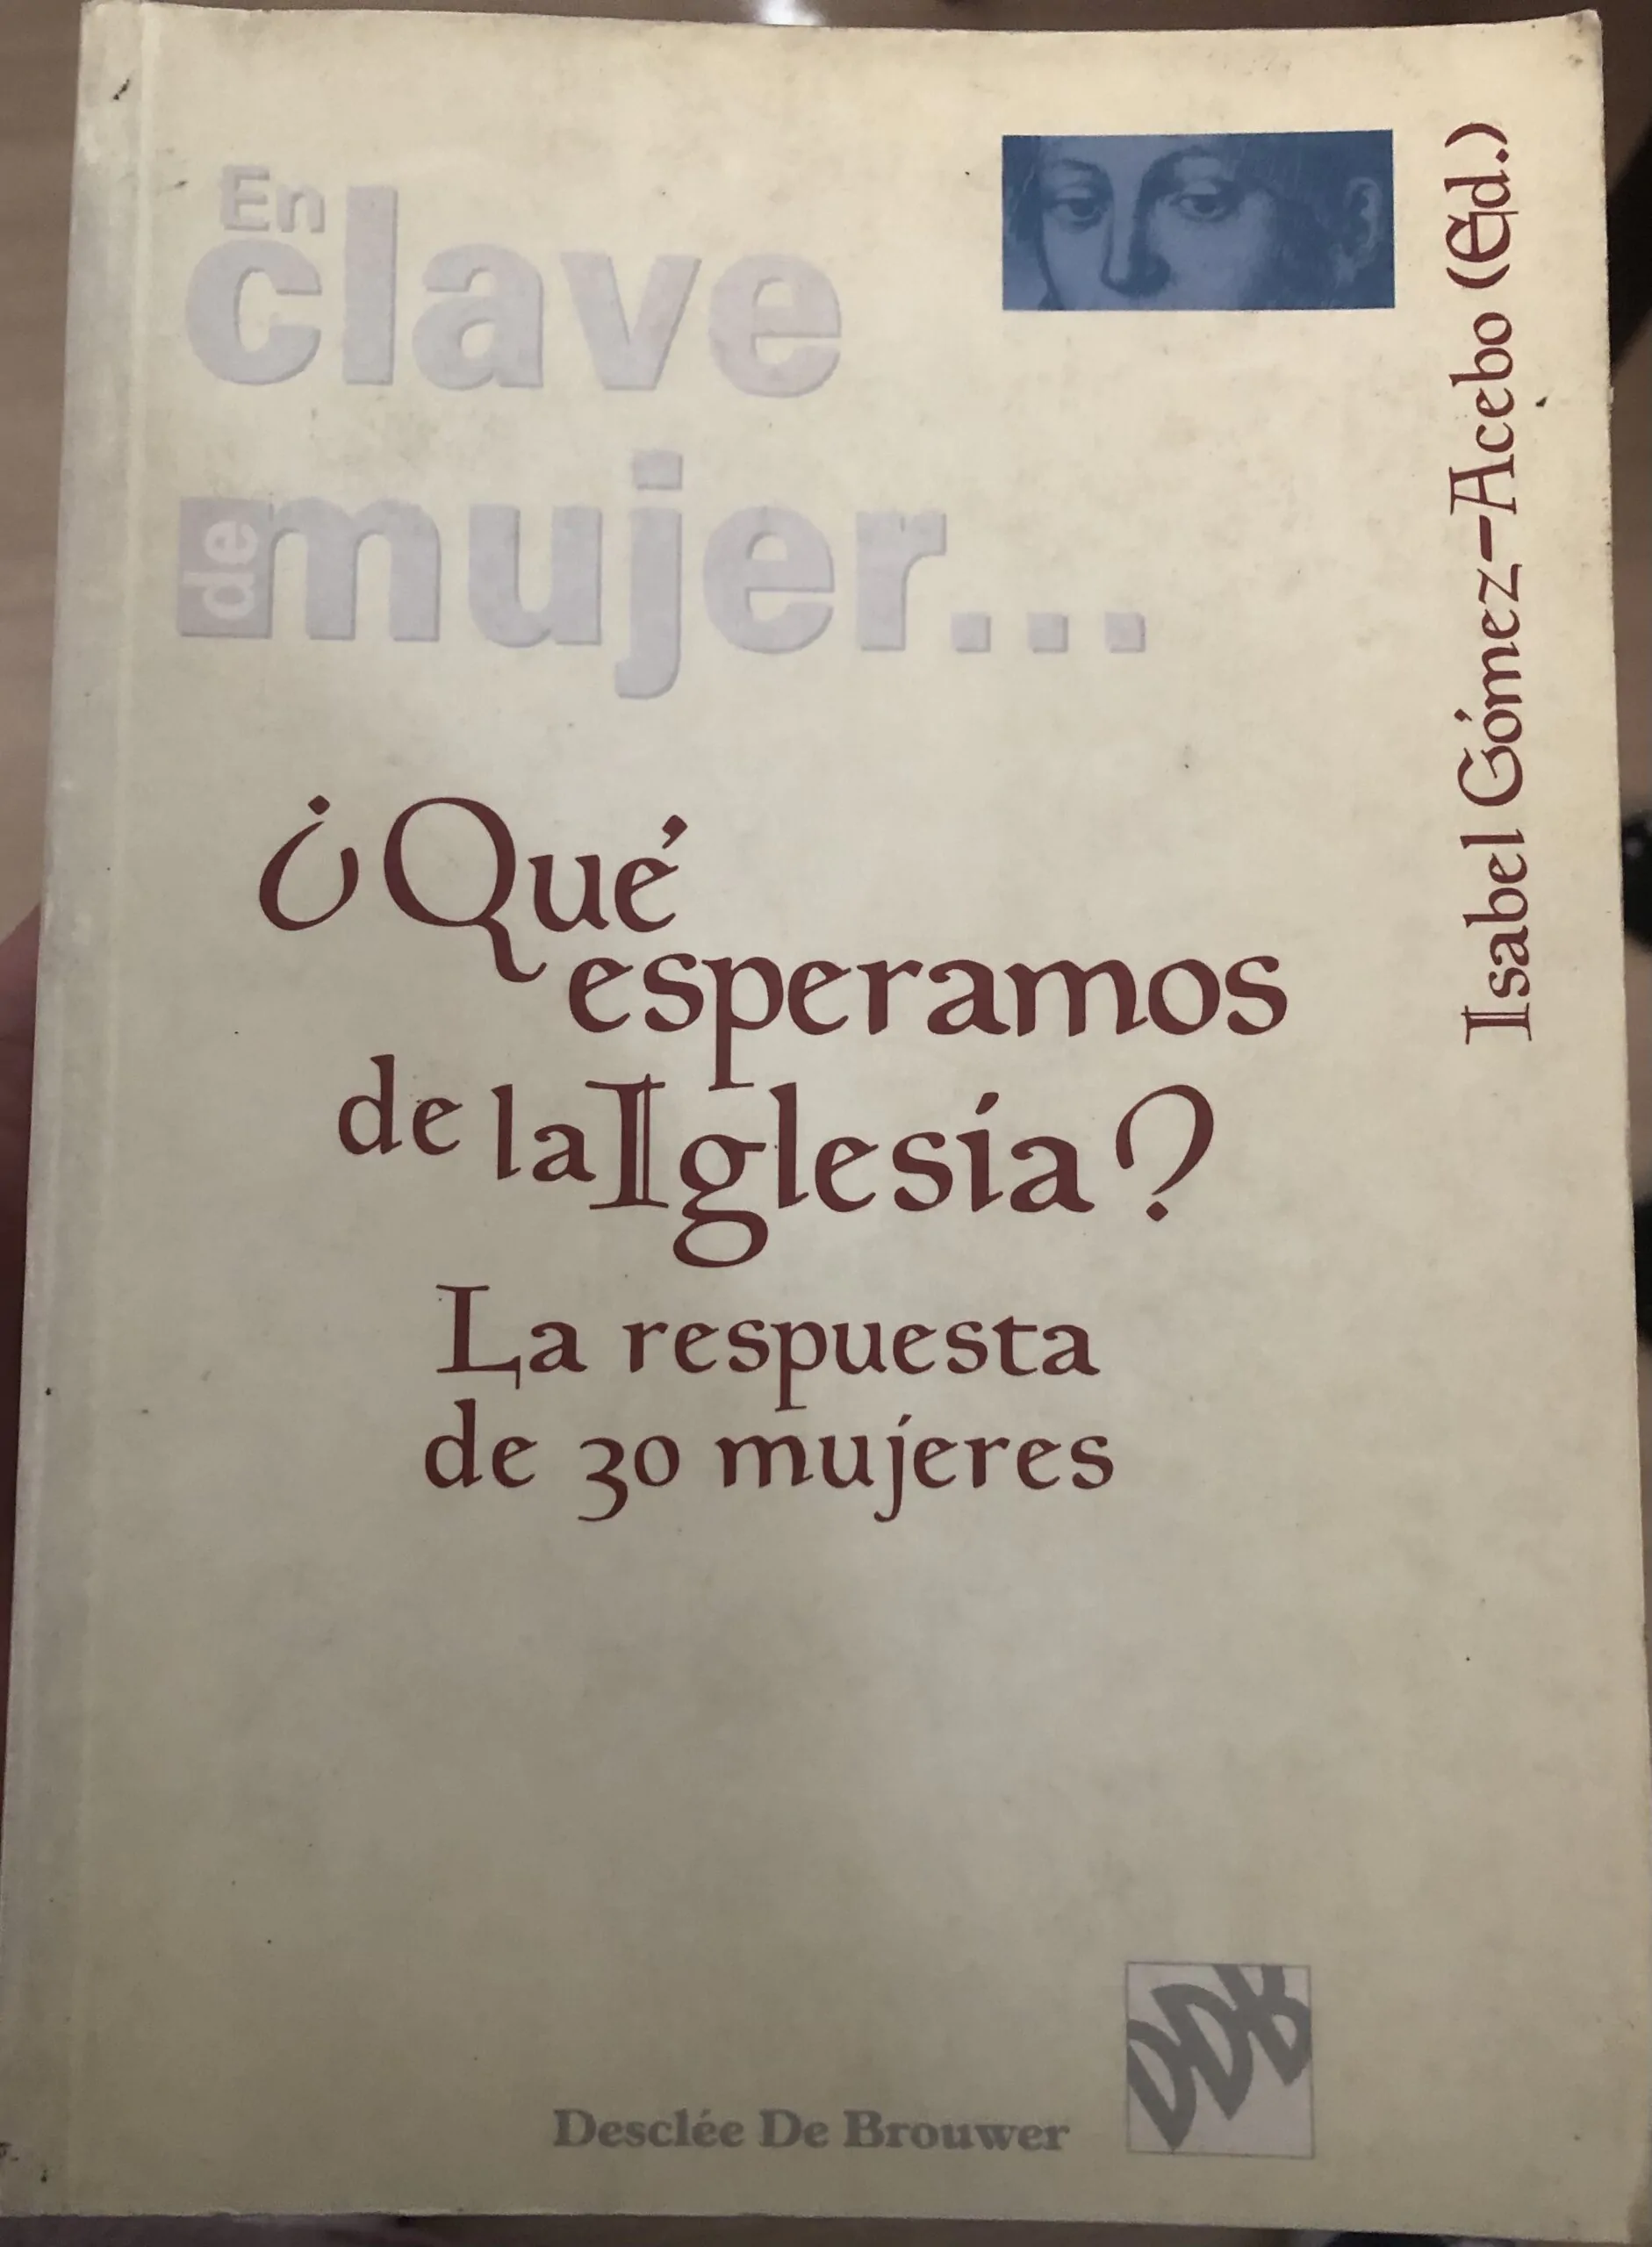 En
clave
de mujer...
Isabel Gómez-Acebo (Ed.)
¿Qué
esperamos
de la Iglesia?
La respuesta
de 30 mujeres
DDB
Desclée De Brouwer